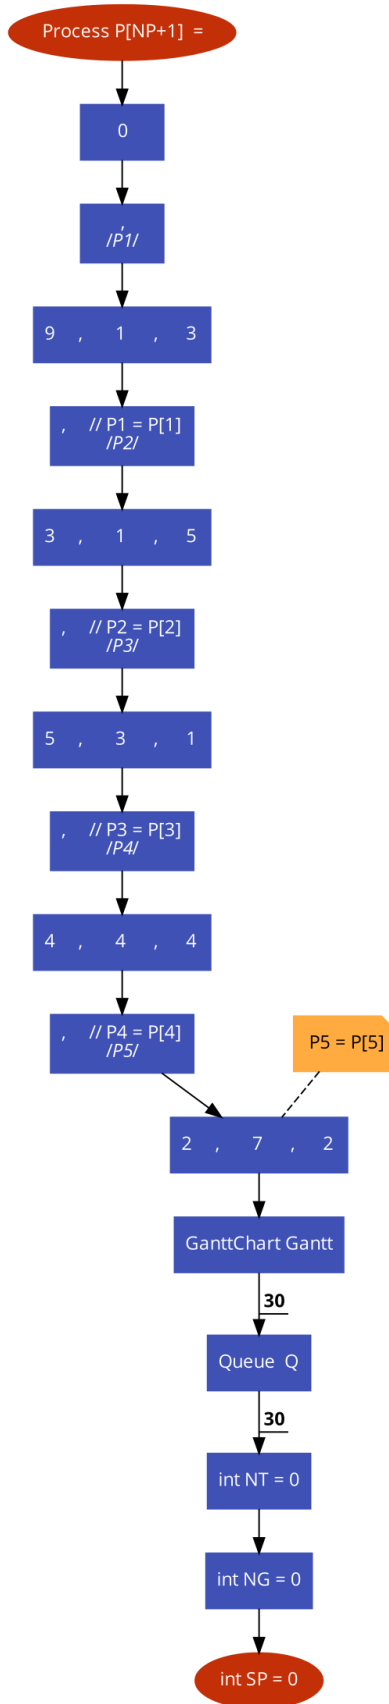 Process P[NP+1] =
0
,
/P1/
9 , 1 , 3
, // P1 = P[1]
/P2/
3 , 1 , 5
, // P2 = P[2]
/P3/
5 , 3 , 1
, // P3 = P[3]
/P4/
4 , 4 , 4
, // P4 = P[4]
/P5/
P5 = P[5]
2 , 7 , 2
GanttChart Gantt
30
Queue Q
30
int NT = 0
int NG = 0
int SP = 0